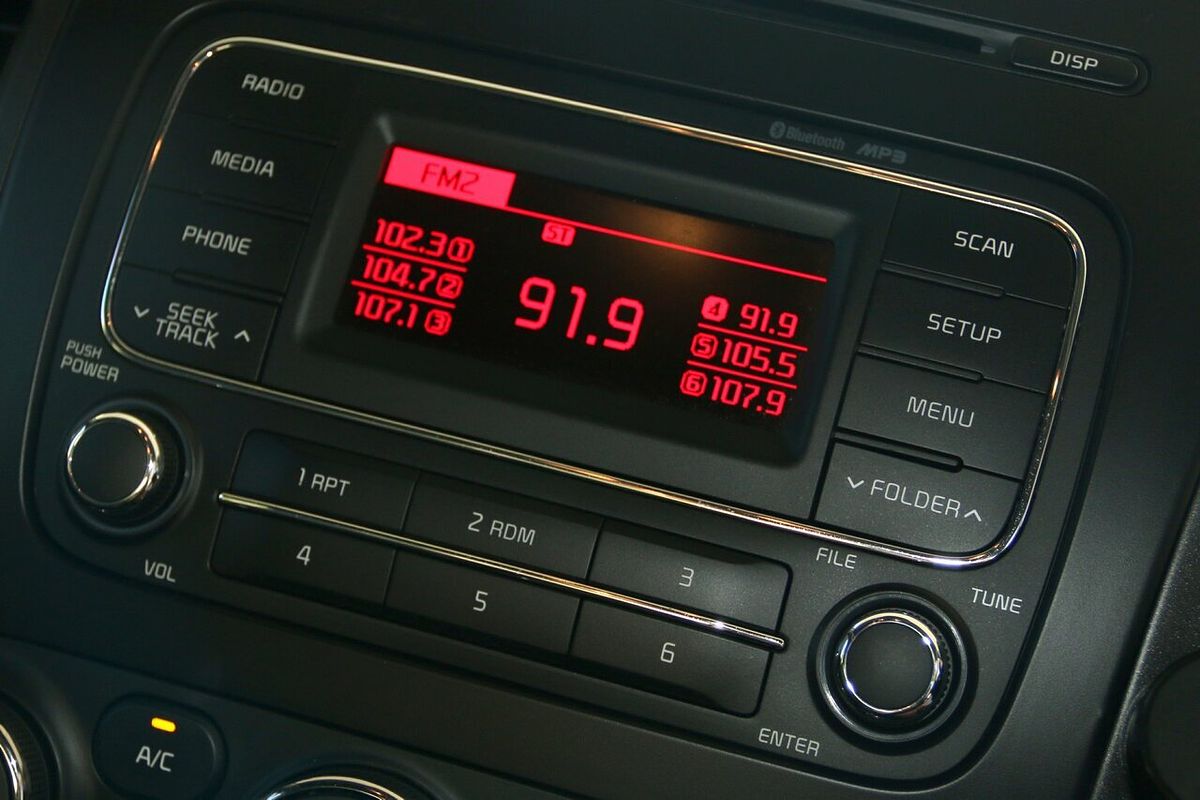 DISP
Bluetooth MP3
RADIO
MEDIA
PHONE
SEEK
TRACK
FM2
ST
102.3 1
104.7 2
107.1 3
91.9
4 91.9
5 105.5
6 107.9
SCAN
SETUP
MENU
FOLDER
PUSH
POWER
VOL
1 RPT
2 RDM
3
4
5
6
FILE
TUNE
ENTER
A/C